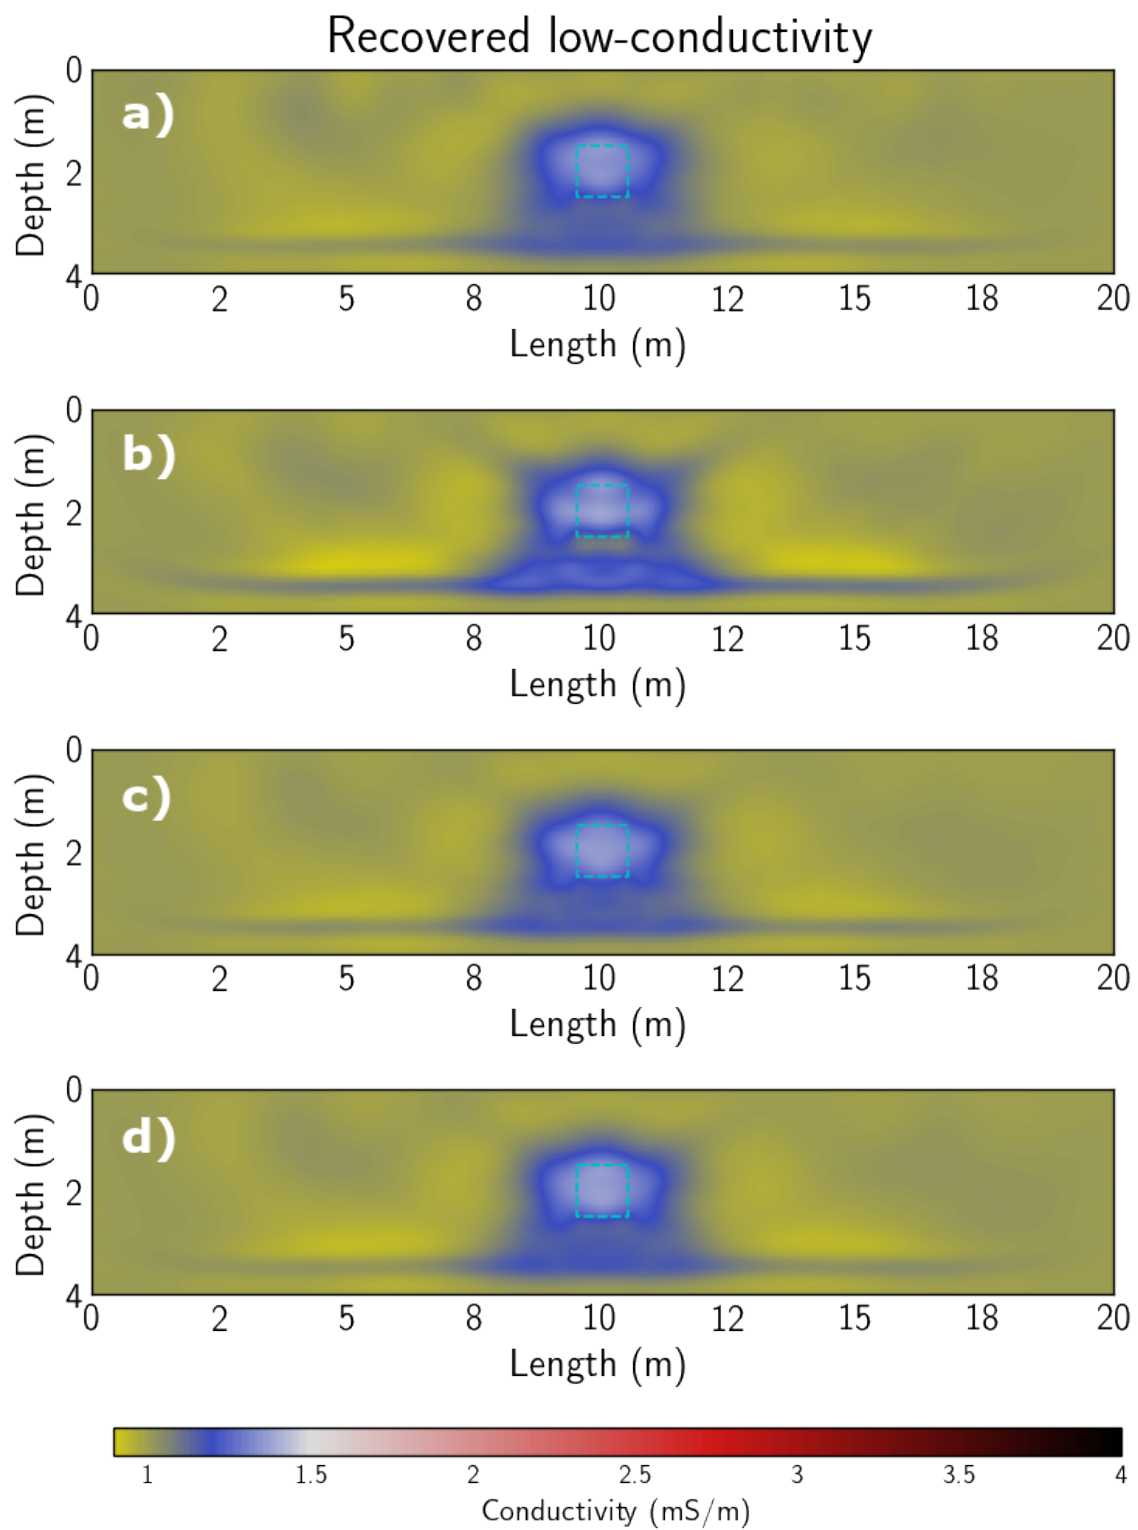 Recovered low-conductivity
a)
Depth (m)
0
2
4
0 2 5 8 10 12 15 18 20
Length (m)
b)
Depth (m)
0
2
4
0 2 5 8 10 12 15 18 20
Length (m)
c)
Depth (m)
0
2
4
0 2 5 8 10 12 15 18 20
Length (m)
d)
Depth (m)
0
2
4
0 2 5 8 10 12 15 18 20
Length (m)
1 1.5 2 2.5 3 3.5 4
Conductivity (mS/m)